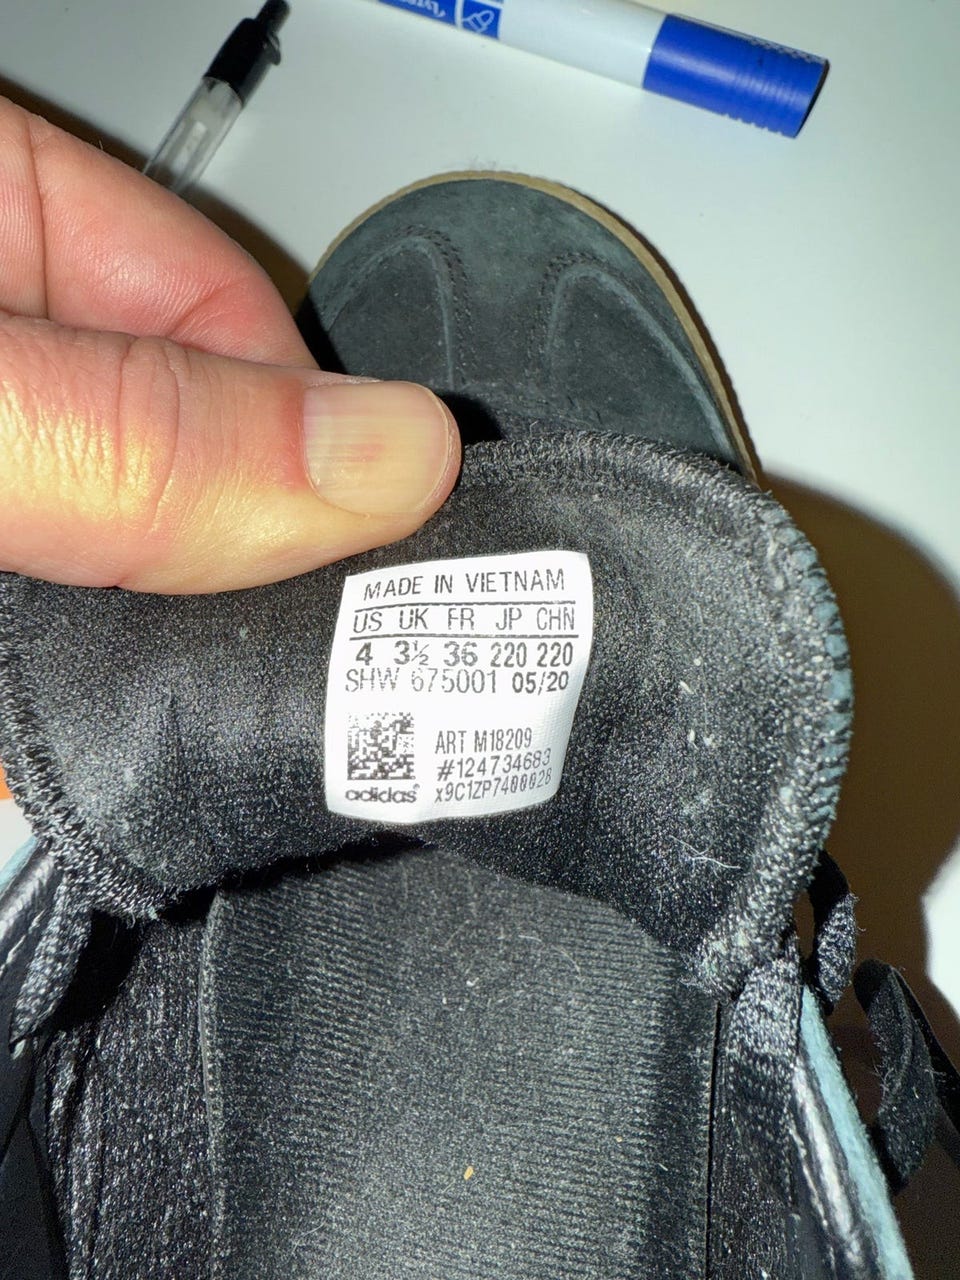 MADE IN VIETNAM
US UK FR JP CHN
4 3½ 36 220 220
SHW 675001 05/20
ART M18209
#124734683
adidas x9C1ZP7400028